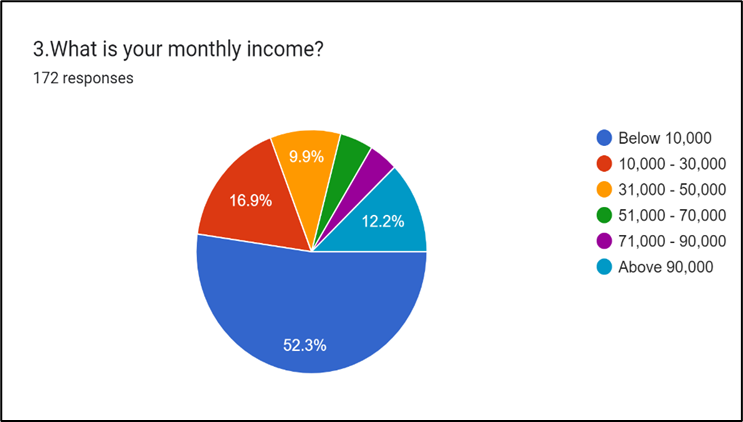 3.What is your monthly income?
172 responses
9.9%
16.9%
12.2%
52.3%
Below 10,000
10,000 - 30,000
31,000 - 50,000
51,000 - 70,000
71,000 - 90,000
Above 90,000